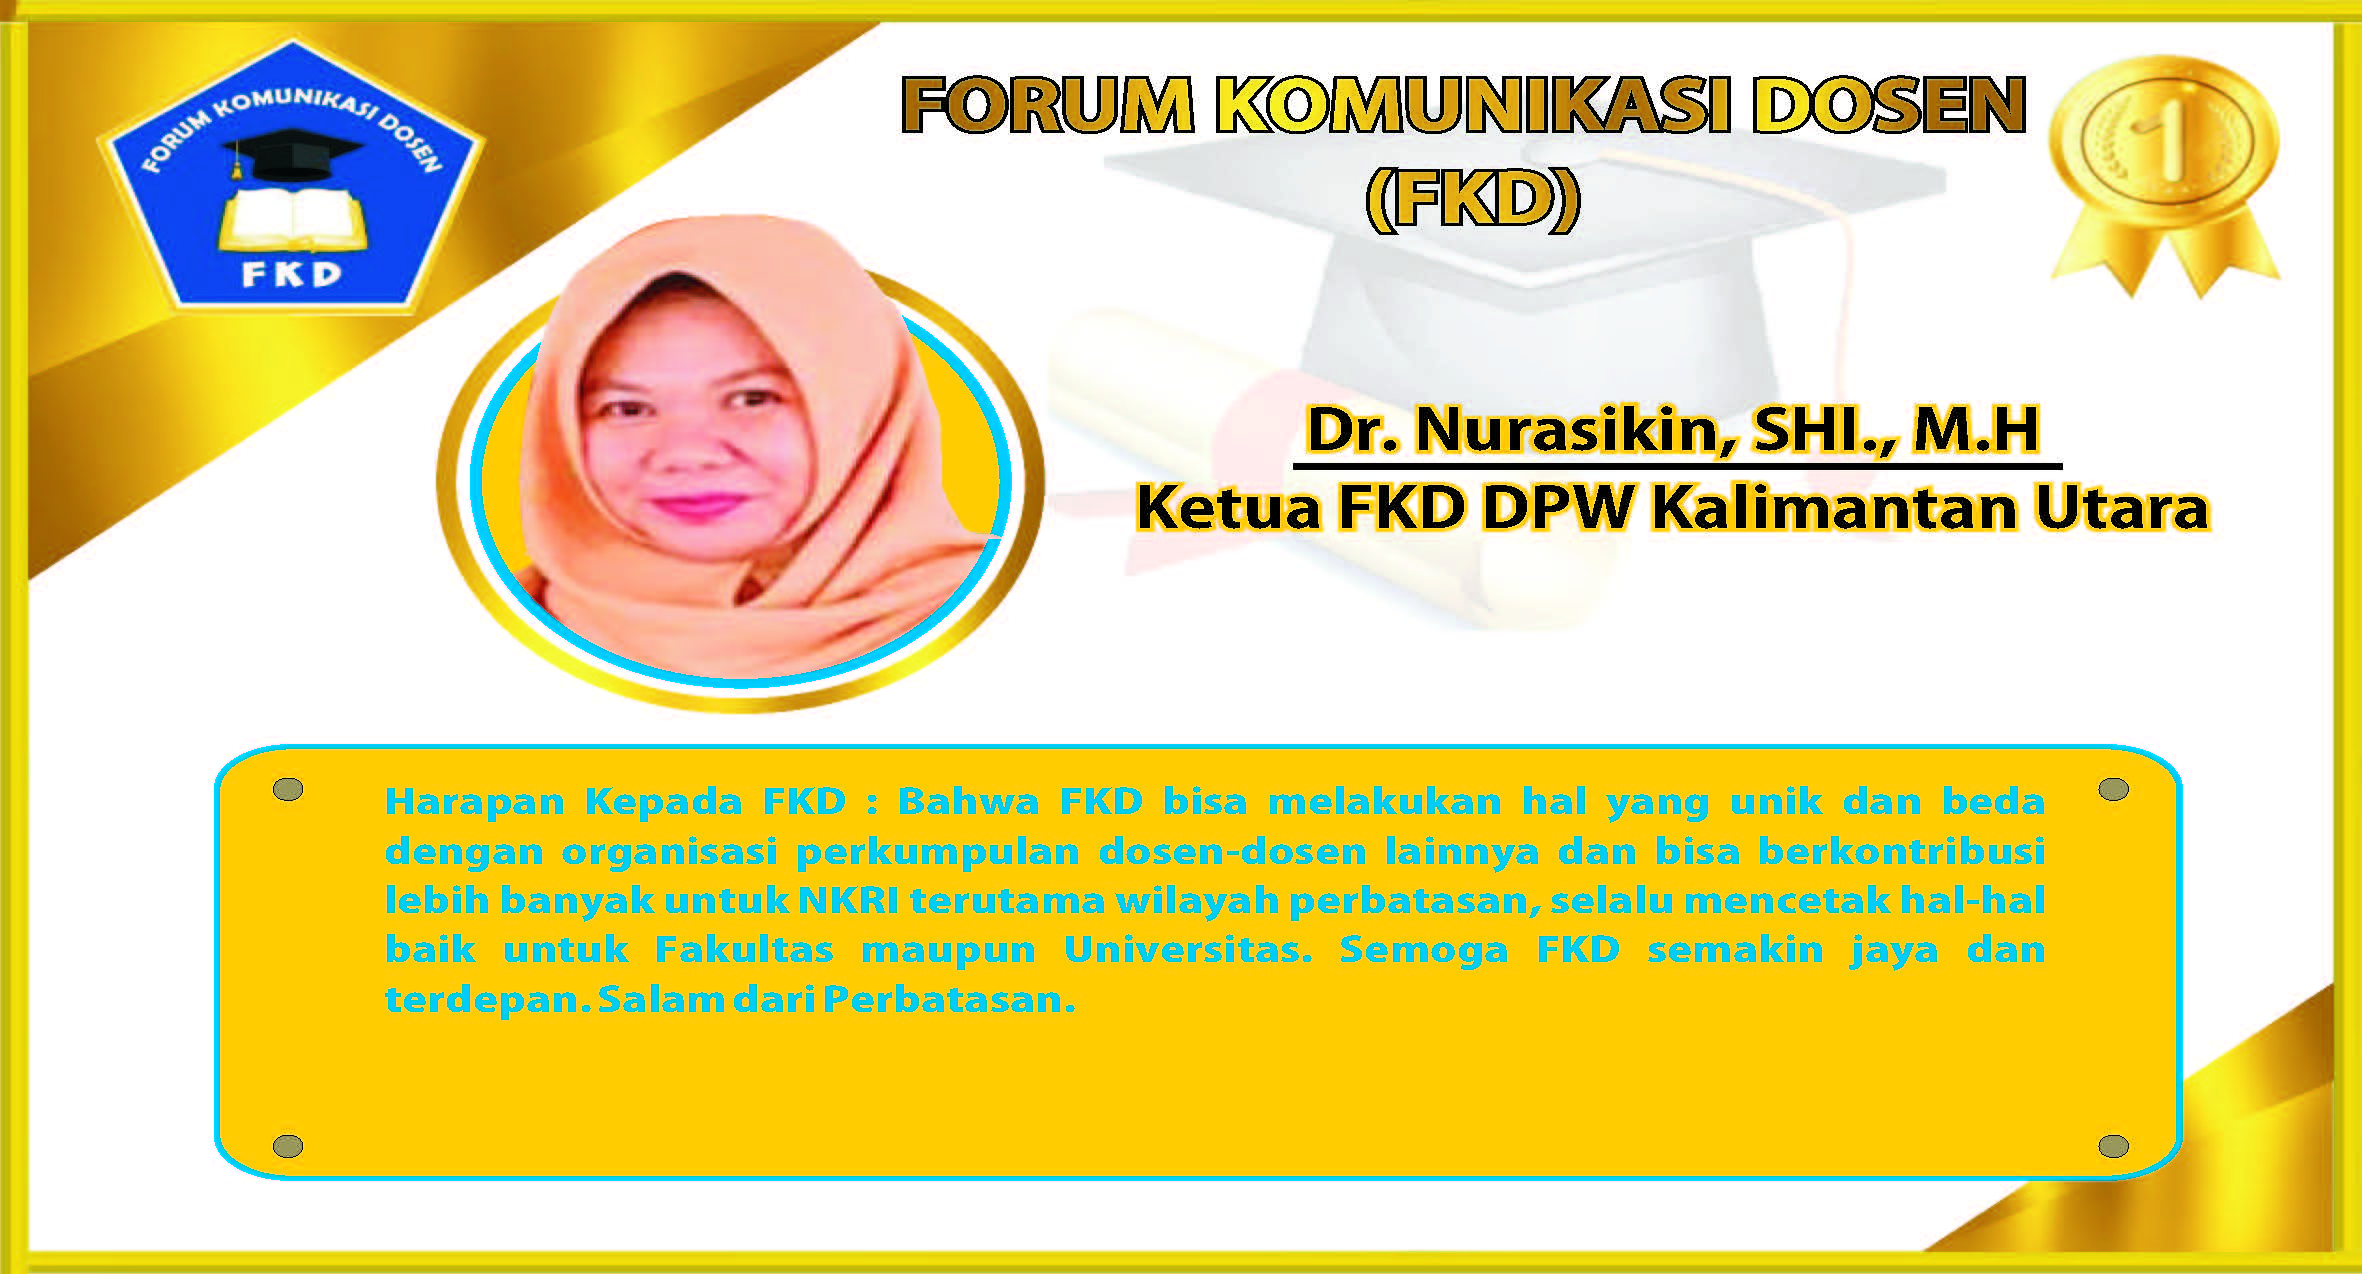 FORUM KOMUNIKASI DOSEN
FKD
FORUM KOMUNIKASI DOSEN
(FKD)
1
Dr. Nurasikin, SHI., M.H
Ketua FKD DPW Kalimantan Utara
Harapan Kepada FKD : Bahwa FKD bisa melakukan hal yang unik dan beda
dengan organisasi perkumpulan dosen-dosen lainnya dan bisa berkontribusi
lebih banyak untuk NKRI terutama wilayah perbatasan, selalu mencetak hal-hal
baik untuk Fakultas maupun Universitas. Semoga FKD semakin jaya dan
terdepan. Salam dari Perbatasan.